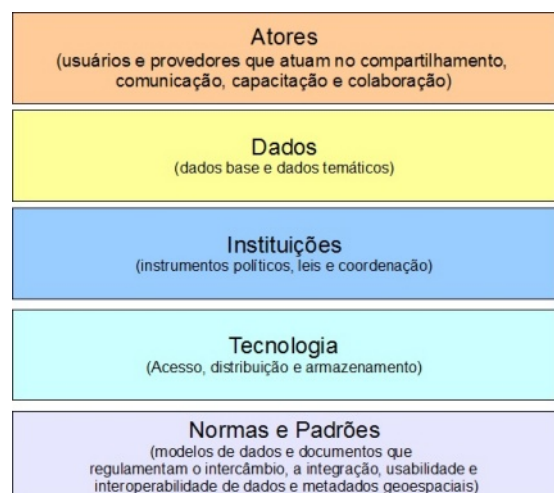 Atores
(usuários e provedores que atuam no compartilhamento,
comunicação, capacitação e colaboração)
Dados
(dados base e dados temáticos)
Instituições
(instrumentos políticos, leis e coordenação)
Tecnologia
(Acesso, distribuição e armazenamento)
Normas e Padrões
(modelos de dados e documentos que
regulamentam o intercâmbio, a integração, usabilidade e
interoperabilidade de dados e metadados geoespaciais)